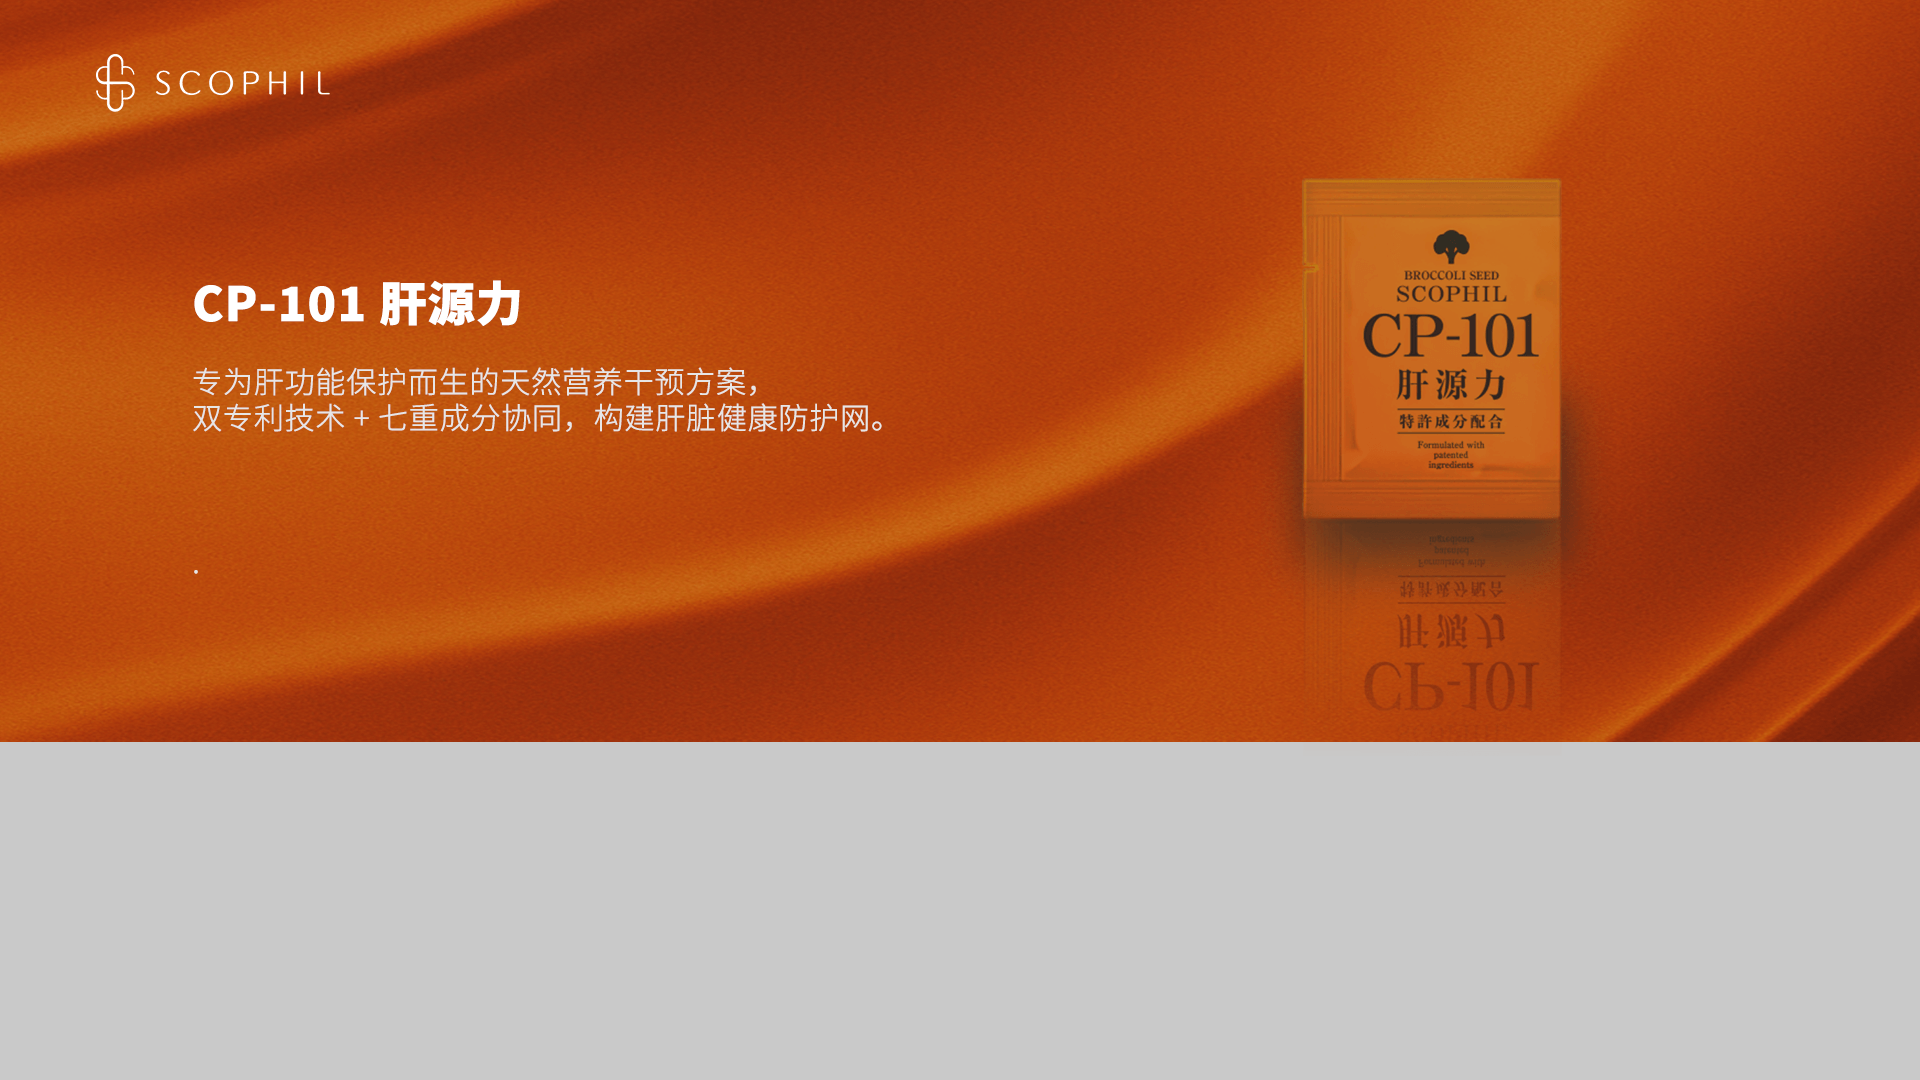 SCOPHIL
CP-101 肝源力
专为肝功能保护而生的天然营养干预方案，
双专利技术 + 七重成分协同，构建肝脏健康防护网。
.
BROCCOLI SEED
SCOPHIL
CP-101
肝源力
特許成分配合
Formulated with
patented
ingredients